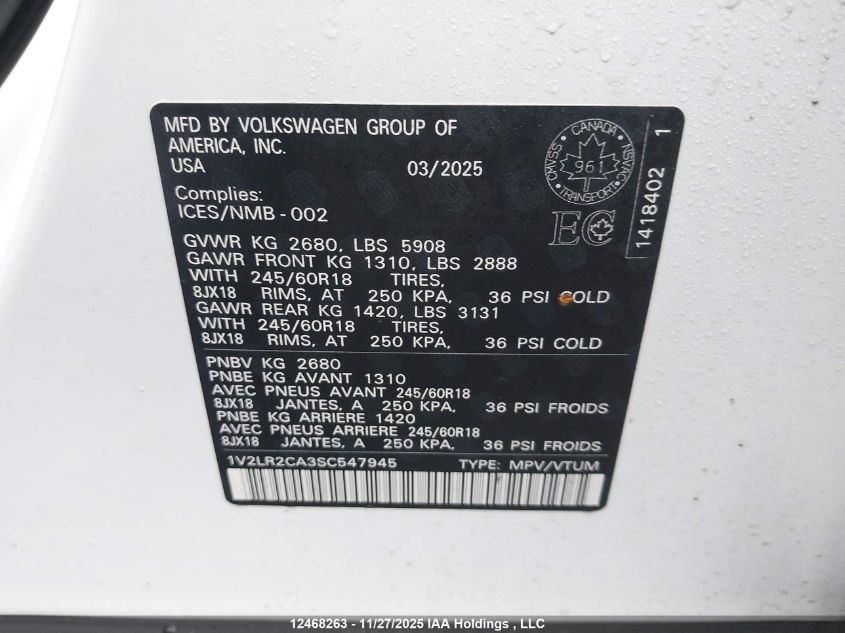 MFD BY VOLKSWAGEN GROUP OF
AMERICA, INC.
USA 03/2025
Complies:
ICES/NMB-002
CANADA
CMVSS 961 NSVAC
TRANSPORT
EC
1418402 1
GVWR KG 2680, LBS 5908
GAWR FRONT KG 1310, LBS 2888
WITH 245/60R18 TIRES,
8JX18 RIMS, AT 250 KPA, 36 PSI COLD
GAWR REAR KG 1420, LBS 3131
WITH 245/60R18 TIRES,
8JX18 RIMS, AT 250 KPA, 36 PSI COLD
PNBV KG 2680
PNBE KG AVANT 1310
AVEC PNEUS AVANT 245/60R18
8JX18 JANTES, A 250 KPA, 36 PSI FROIDS
PNBE KG ARRIERE 1420
AVEC PNEUS ARRIERE 245/60R18
8JX18 JANTES, A 250 KPA, 36 PSI FROIDS
1V2LR2CA3SC547945 TYPE: MPV/VTUM
12468263 - 11/27/2025 IAA Holdings , LLC